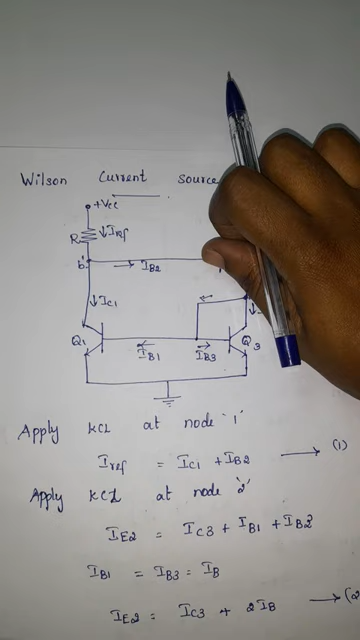 Wilson Current source
+Vcc
R ↓Iref
b' → IB2
↓IC1
Q1 IB1 IB3 Q3
Apply KCL at node '1'
Iref = IC1 + IB2 → (1)
Apply KCL at node '2'
IE2 = IC3 + IB1 + IB2
IB1 = IB3 = IB
IE2 = IC3 + 2IB → (2